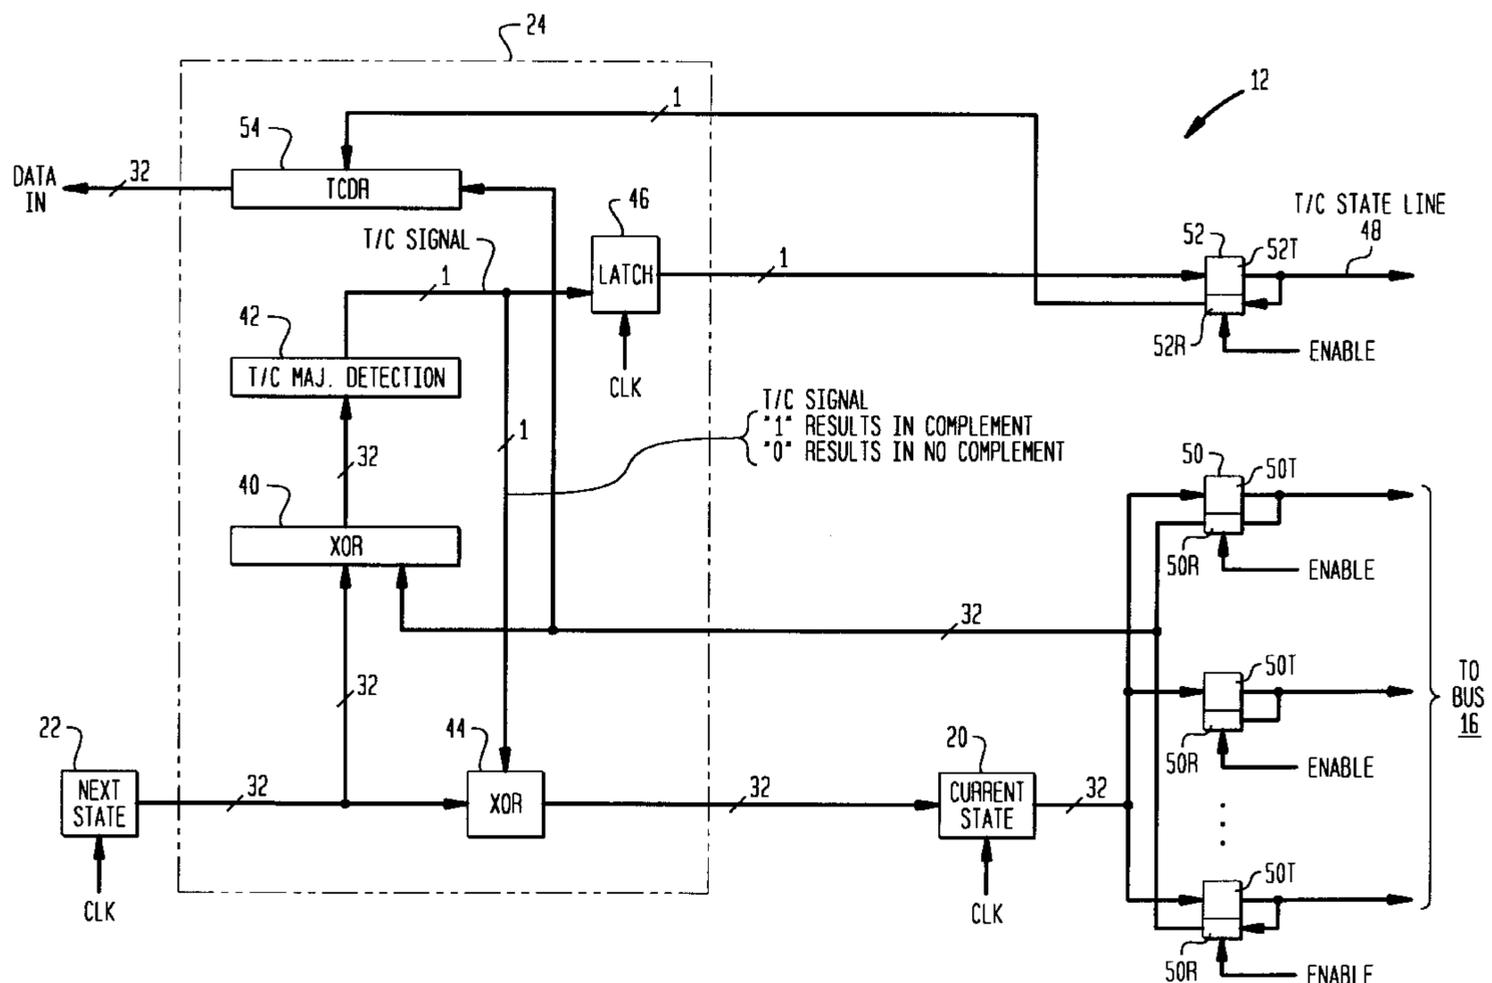 24
12
1
54
DATA
IN
32
TCDR
46
T/C SIGNAL
LATCH
1
1
T/C STATE LINE
48
52
52T
52R
ENABLE
42
T/C MAJ. DETECTION
CLK
T/C SIGNAL
"1" RESULTS IN COMPLEMENT
"0" RESULTS IN NO COMPLEMENT
1
32
40
XOR
50
50T
50R
ENABLE
32
32
50T
50R
ENABLE
TO
BUS
16
22
NEXT
STATE
CLK
32
44
XOR
32
20
CURRENT
STATE
CLK
32
50T
50R
ENABLE